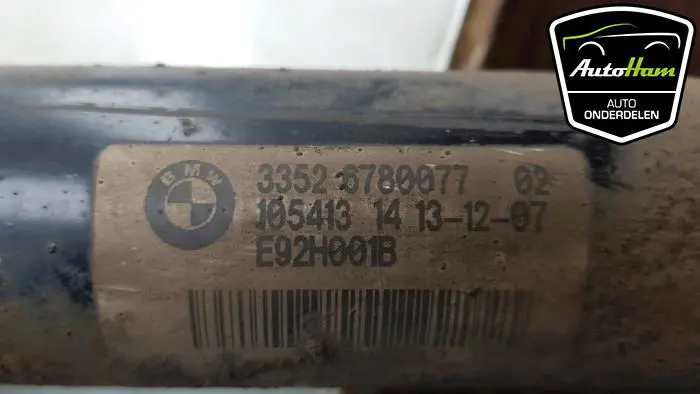 AutoHam
AUTO
ONDERDELEN
BMW
3352 6780077 02
105413 14 13-12-07
E92H001B